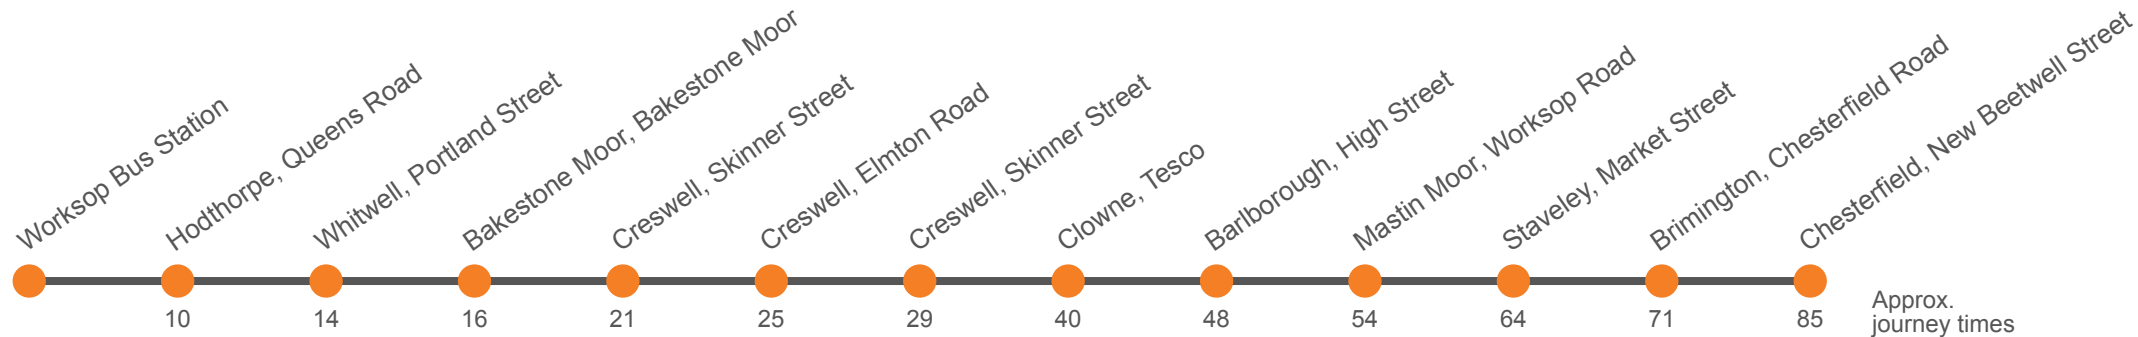 Worksop Bus Station
Hodthorpe, Queens Road
Whitwell, Portland Street
Bakestone Moor, Bakestone Moor
Creswell, Skinner Street
Creswell, Elmton Road
Creswell, Skinner Street
Clowne, Tesco
Barlborough, High Street
Mastin Moor, Worksop Road
Staveley, Market Street
Brimington, Chesterfield Road
Chesterfield, New Beetwell Street
10
14
16
21
25
29
40
48
54
64
71
85
Approx.
journey times